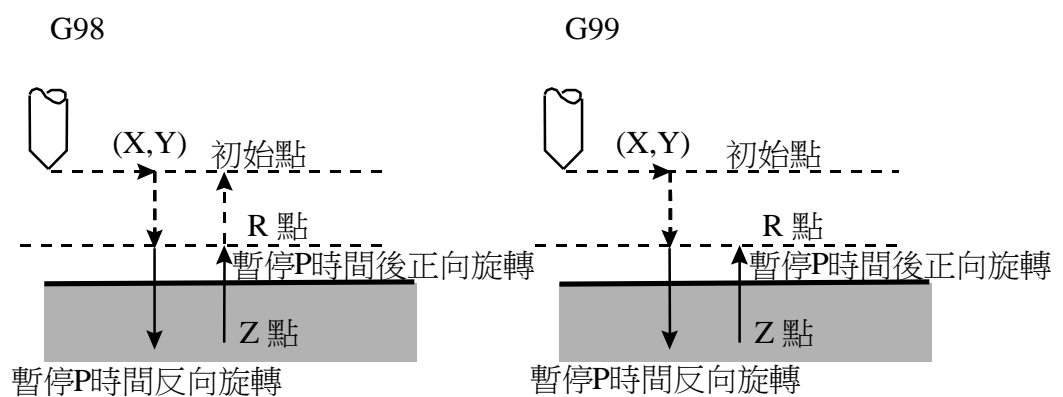 G98
G99
(X,Y)
初始點
R 點
暫停P時間後正向旋轉
Z 點
暫停P時間反向旋轉
(X,Y)
初始點
R 點
暫停P時間後正向旋轉
Z 點
暫停P時間反向旋轉